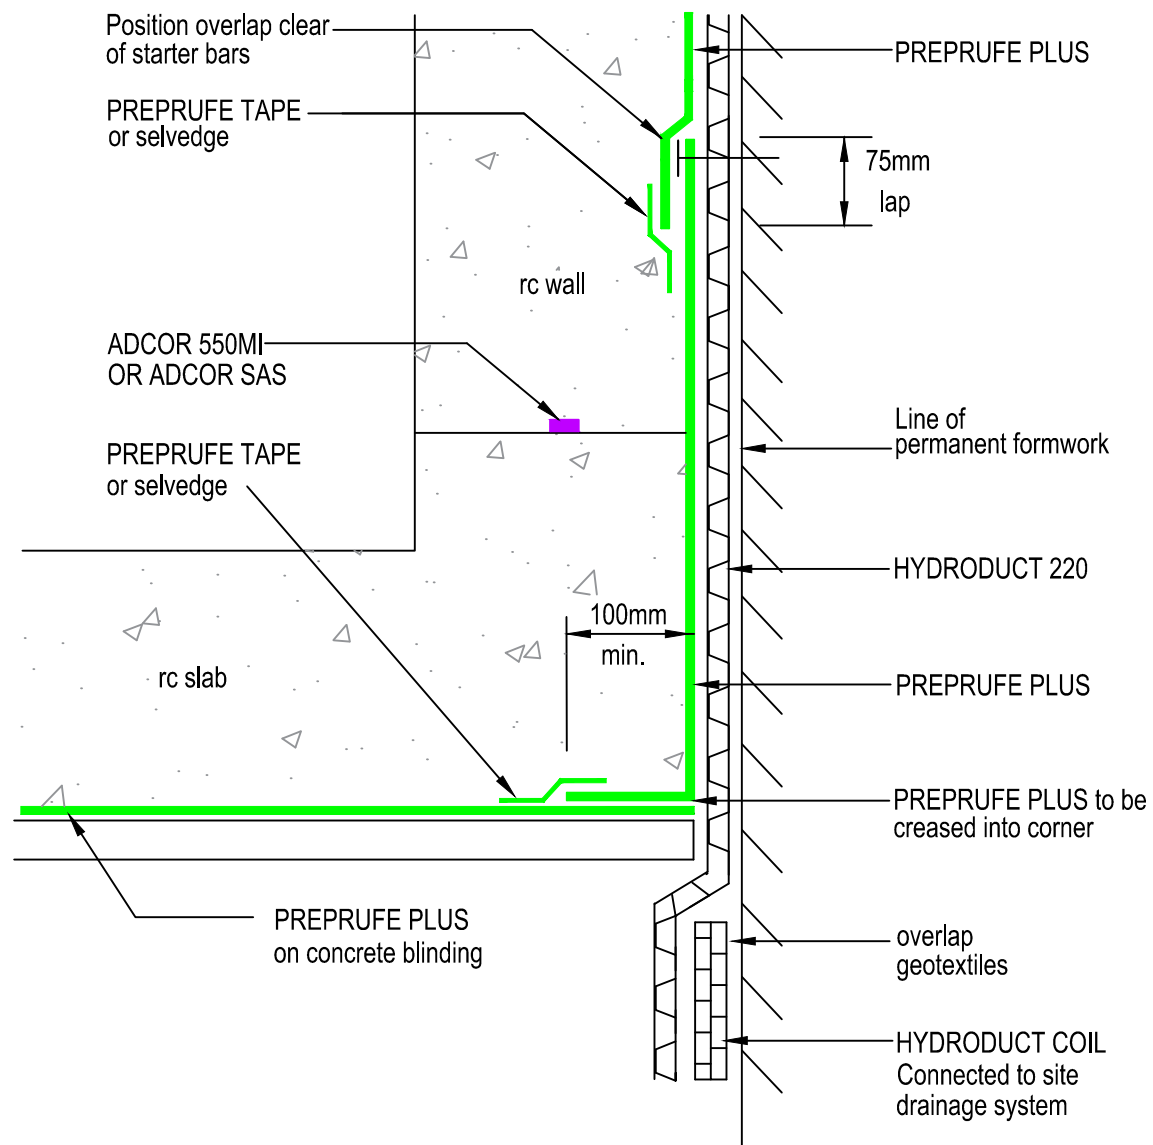 Position overlap clear
of starter bars
PREPRUFE PLUS
PREPRUFE TAPE
or selvedge
75mm
lap
rc wall
ADCOR 550MI
OR ADCOR SAS
Line of
permanent formwork
PREPRUFE TAPE
or selvedge
HYDRODUCT 220
100mm
min.
rc slab
PREPRUFE PLUS
PREPRUFE PLUS to be
creased into corner
PREPRUFE PLUS
on concrete blinding
overlap
geotextiles
HYDRODUCT COIL
Connected to site
drainage system